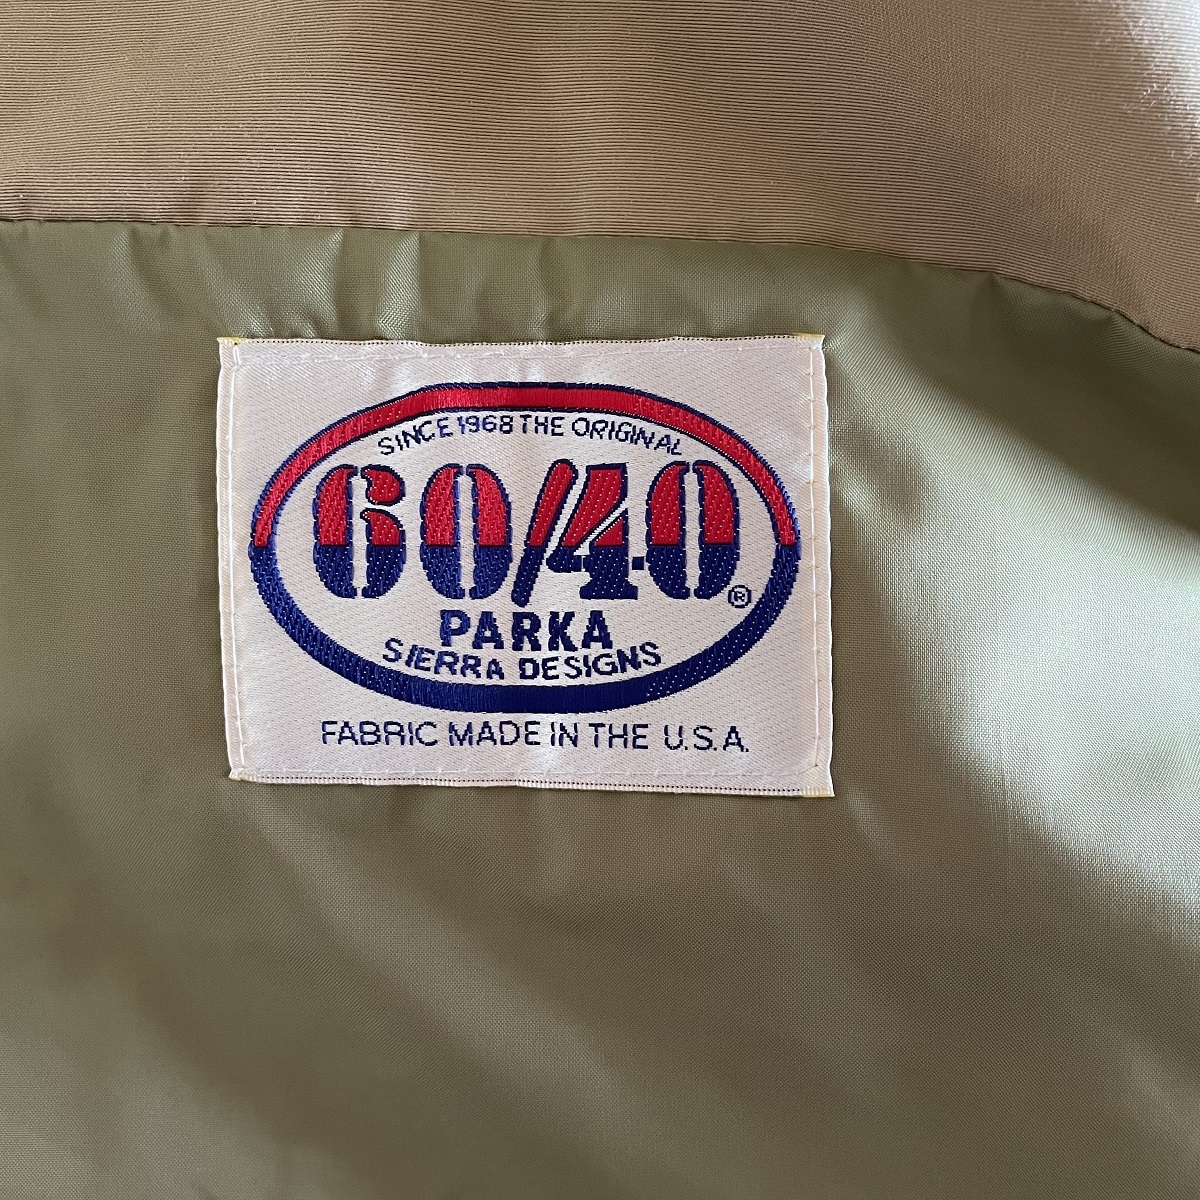 SINCE 1968 THE ORIGINAL
60/40®
PARKA
SIERRA DESIGNS
FABRIC MADE IN THE U.S.A.